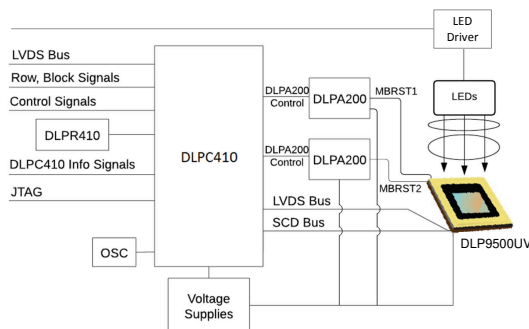 LED
Driver
LVDS Bus
Row, Block Signals
Control Signals
DLPR410
DLPC410 Info Signals
JTAG
OSC
DLPC410
Voltage
Supplies
DLPA200
Control
DLPA200
MBRST1
DLPA200
Control
DLPA200
MBRST2
LVDS Bus
SCD Bus
LEDs
DLP9500UV